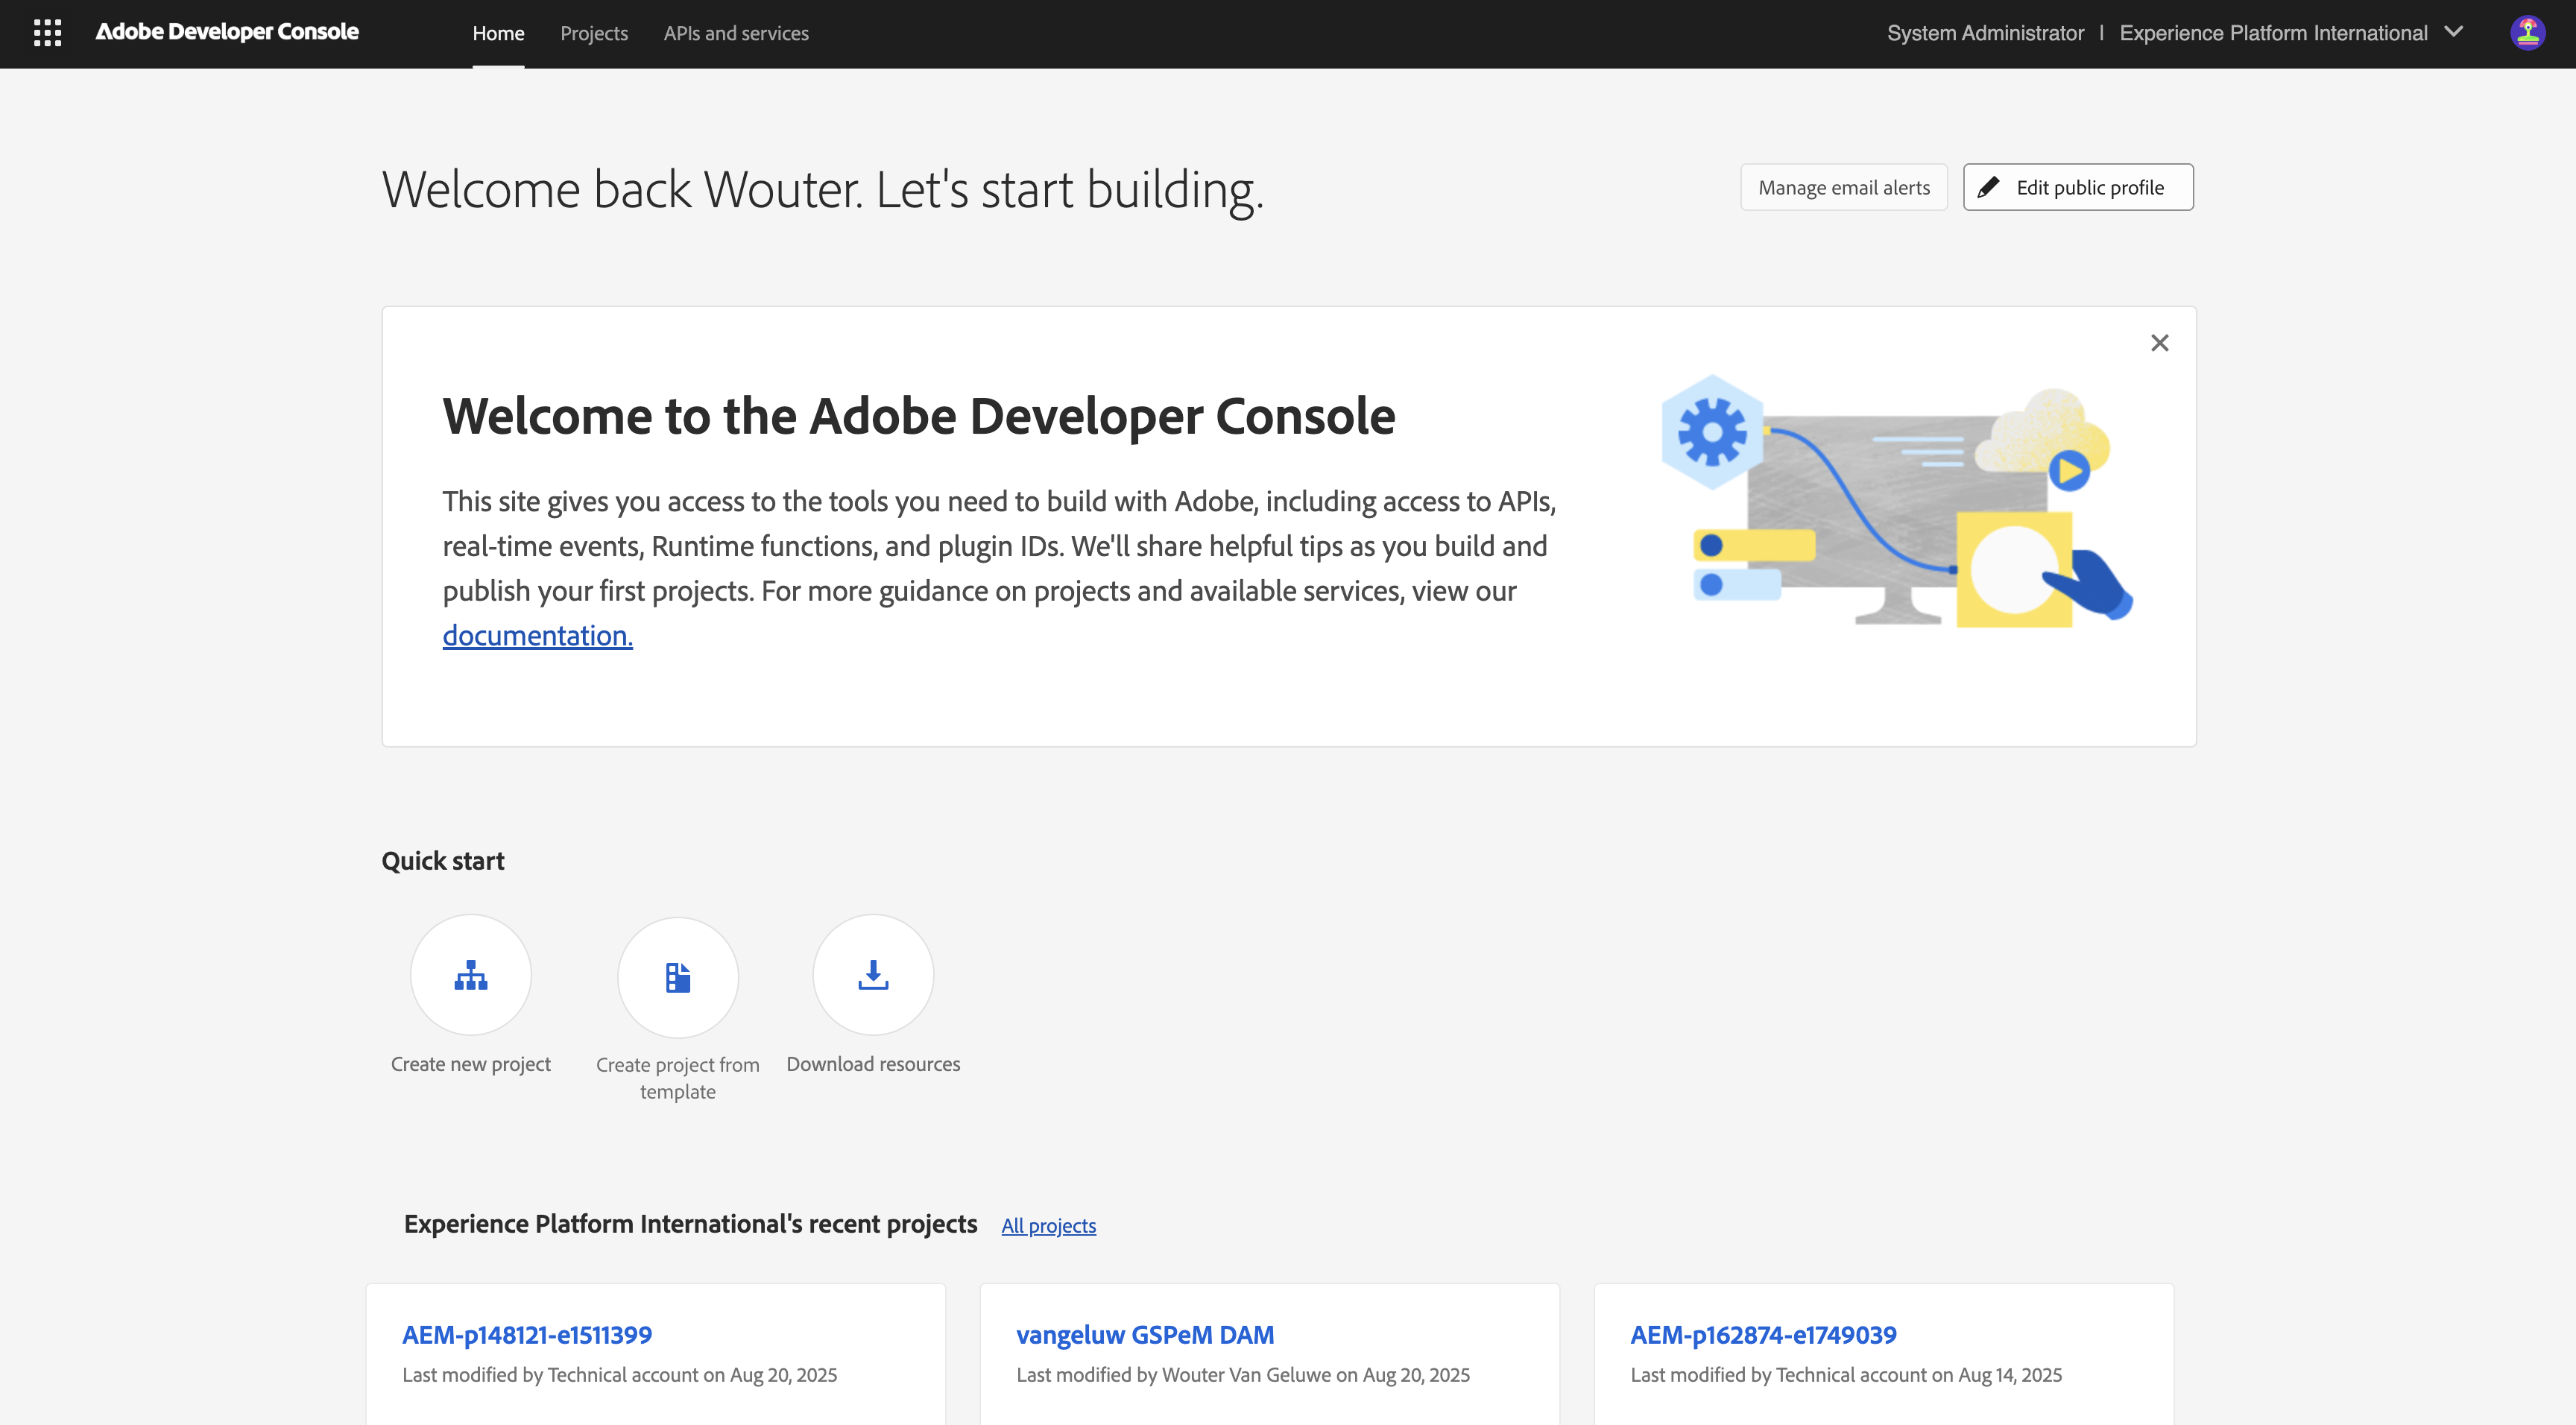 Adobe Developer Console
Home
Projects
APIs and services
System Administrator | Experience Platform International
Welcome back Wouter. Let's start building.
Manage email alerts
Edit public profile
Welcome to the Adobe Developer Console
This site gives you access to the tools you need to build with Adobe, including access to APIs,
real-time events, Runtime functions, and plugin IDs. We'll share helpful tips as you build and
publish your first projects. For more guidance on projects and available services, view our
documentation.
Quick start
Create new project
Create project from
template
Download resources
Experience Platform International's recent projects
All projects
AEM-p148121-e1511399
Last modified by Technical account on Aug 20, 2025
vangeluw GSPeM DAM
Last modified by Wouter Van Geluwe on Aug 20, 2025
AEM-p162874-e1749039
Last modified by Technical account on Aug 14, 2025